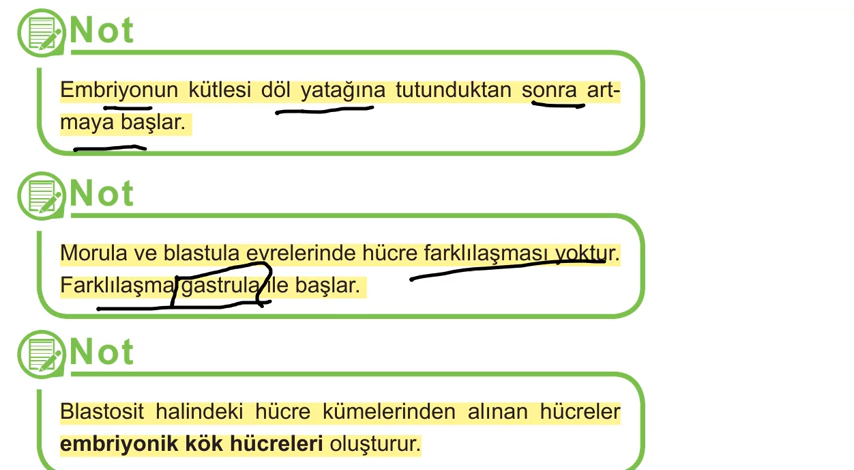 Not
Embriyonun kütlesi döl yatağına tutunduktan sonra art-
maya başlar.
Not
Morula ve blastula evrelerinde hücre farklılaşması yoktur.
Farklılaşma gastrula ile başlar.
Not
Blastosit halindeki hücre kümelerinden alınan hücreler
embriyonik kök hücreleri oluşturur.